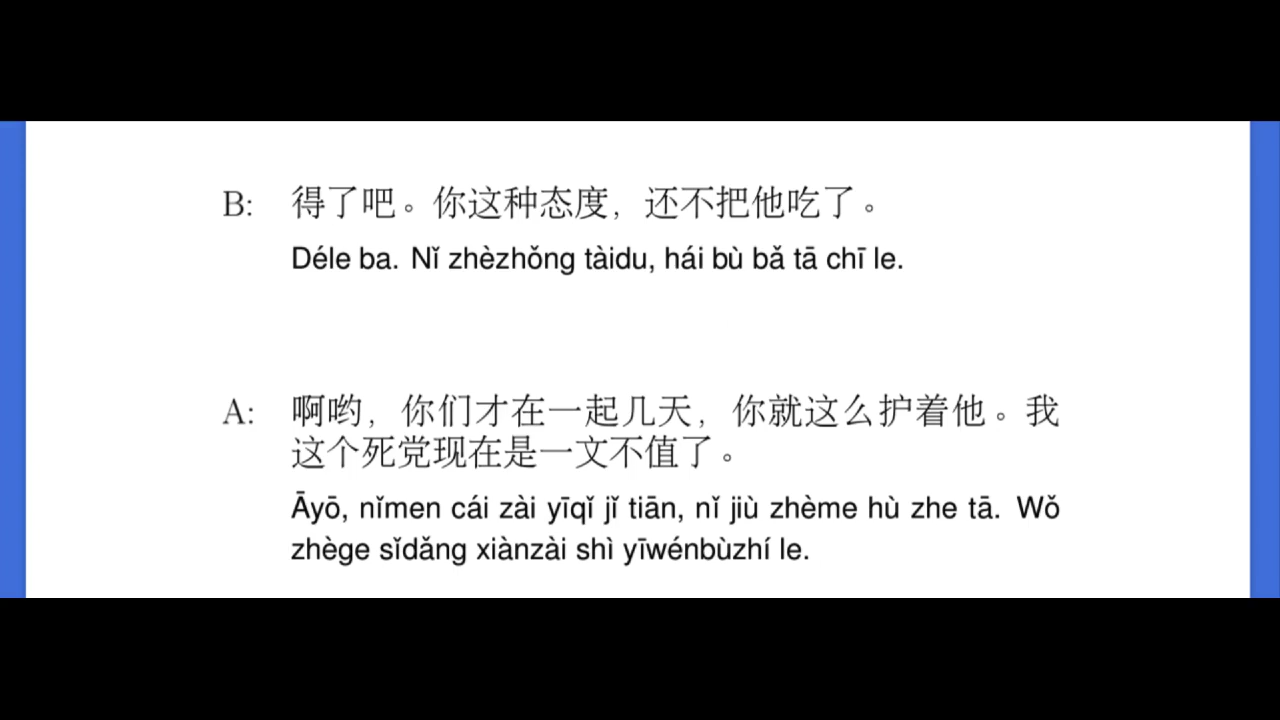 B: 得了吧。你这种态度，还不把他吃了。
Déle ba. Nǐ zhèzhǒng tàidu, hái bù bǎ tā chī le.
A: 啊哟，你们才在一起几天，你就这么护着他。我
这个死党现在是一文不值了。
Āyō, nǐmen cái zài yīqǐ jǐ tiān, nǐ jiù zhème hù zhe tā. Wǒ
zhège sǐdǎng xiànzài shì yīwénbùzhí le.